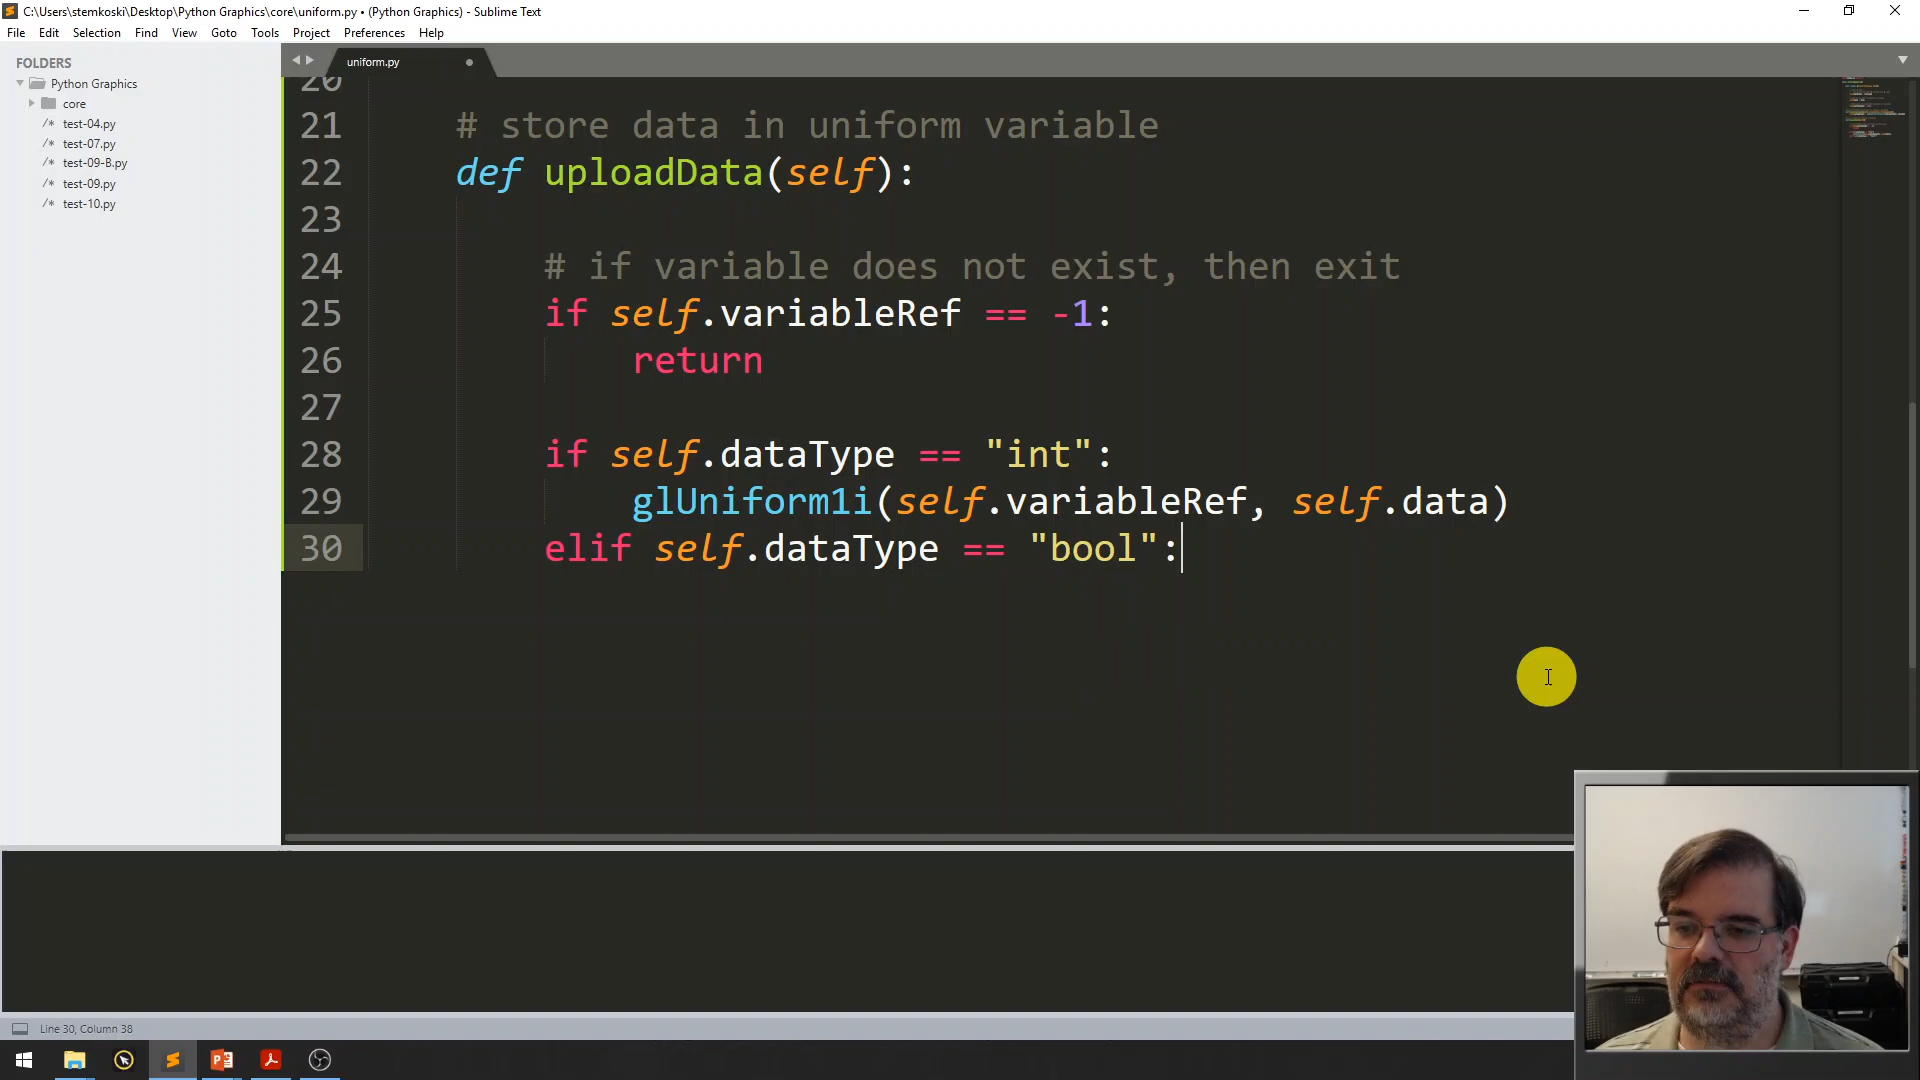 C:\Users\stemkoski\Desktop\Python Graphics\core\uniform.py • (Python Graphics) - Sublime Text
File Edit Selection Find View Goto Tools Project Preferences Help
FOLDERS
Python Graphics
core
/* test-04.py
/* test-07.py
/* test-09-B.py
/* test-09.py
/* test-10.py
uniform.py
20
21 # store data in uniform variable
22 def uploadData(self):
23
24 # if variable does not exist, then exit
25 if self.variableRef == -1:
26 return
27
28 if self.dataType == "int":
29 glUniform1i(self.variableRef, self.data)
30 elif self.dataType == "bool":
Line 30, Column 38